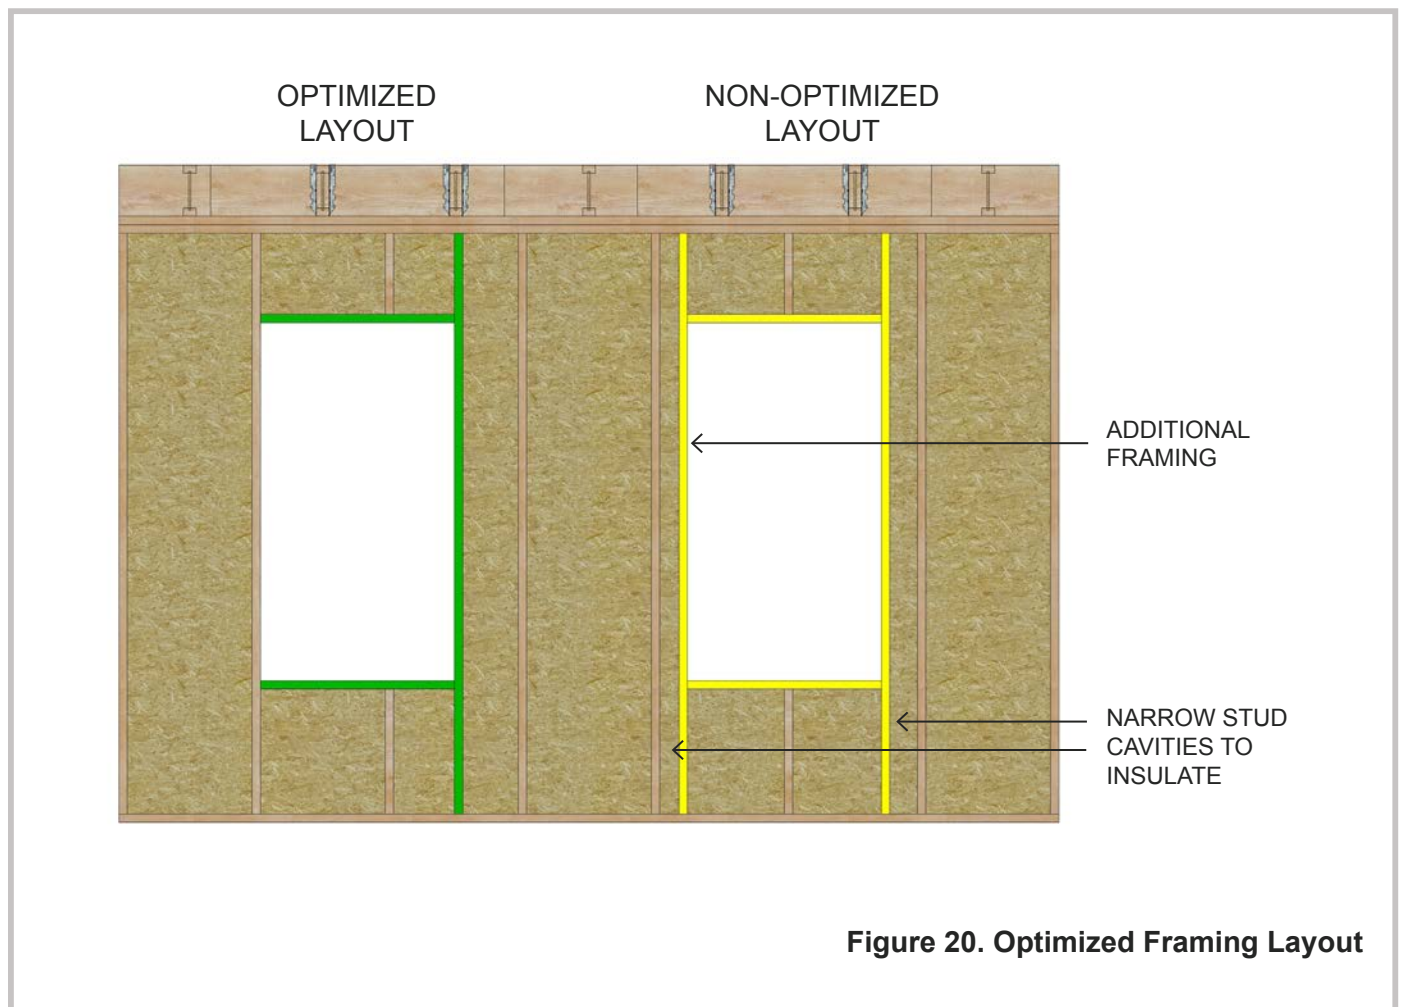 OPTIMIZED
LAYOUT
NON-OPTIMIZED
LAYOUT
ADDITIONAL
FRAMING
NARROW STUD
CAVITIES TO
INSULATE
Figure 20. Optimized Framing Layout